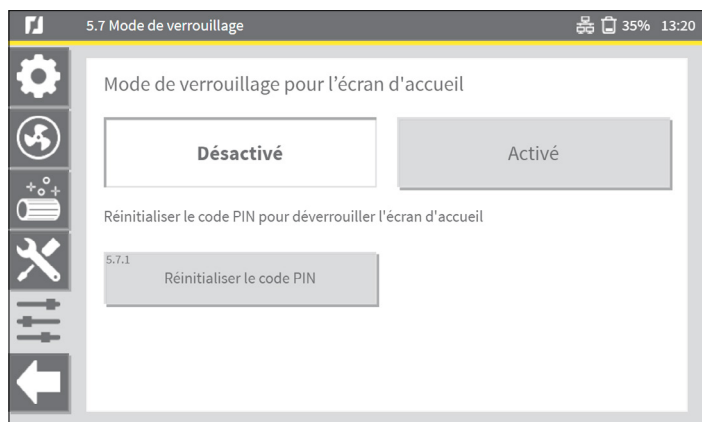 5.7 Mode de verrouillage
35% 13:20
Mode de verrouillage pour l’écran d'accueil
Désactivé
Activé
Réinitialiser le code PIN pour déverrouiller l'écran d'accueil
5.7.1
Réinitialiser le code PIN